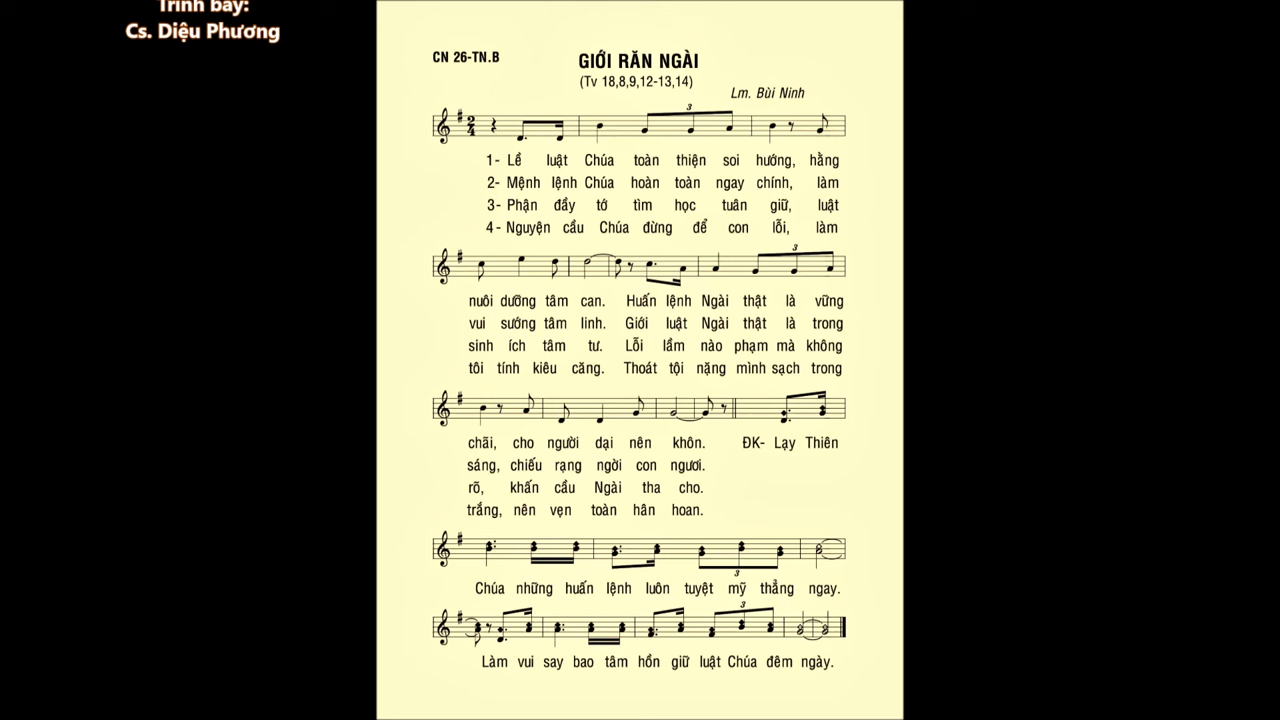 Trình bày:
Cs. Diệu Phương
CN 26-TN.B
GIỚI RĂN NGÀI
(Tv 18,8,9,12-13,14)
Lm. Bùi Ninh
3
2
4
1- Lề luật Chúa toàn thiện soi hướng, hằng
2- Mệnh lệnh Chúa hoàn toàn ngay chính, làm
3- Phận đầy tớ tìm học tuân giữ, luật
4- Nguyện cầu Chúa đừng để con lỗi, làm
3
nuôi dưỡng tâm can. Huấn lệnh Ngài thật là vững
vui sướng tâm linh. Giới luật Ngài thật là trong
sinh ích tâm tư. Lỗi lầm nào phạm mà không
tôi tính kiêu căng. Thoát tội nặng mình sạch trong
chãi, cho người dại nên khôn. ĐK- Lạy Thiên
sáng, chiếu rạng ngời con ngươi.
rõ, khấn cầu Ngài tha cho.
trắng, nên vẹn toàn hân hoan.
3
Chúa những huấn lệnh luôn tuyệt mỹ thẳng ngay.
3
Làm vui say bao tâm hồn giữ luật Chúa đêm ngày.